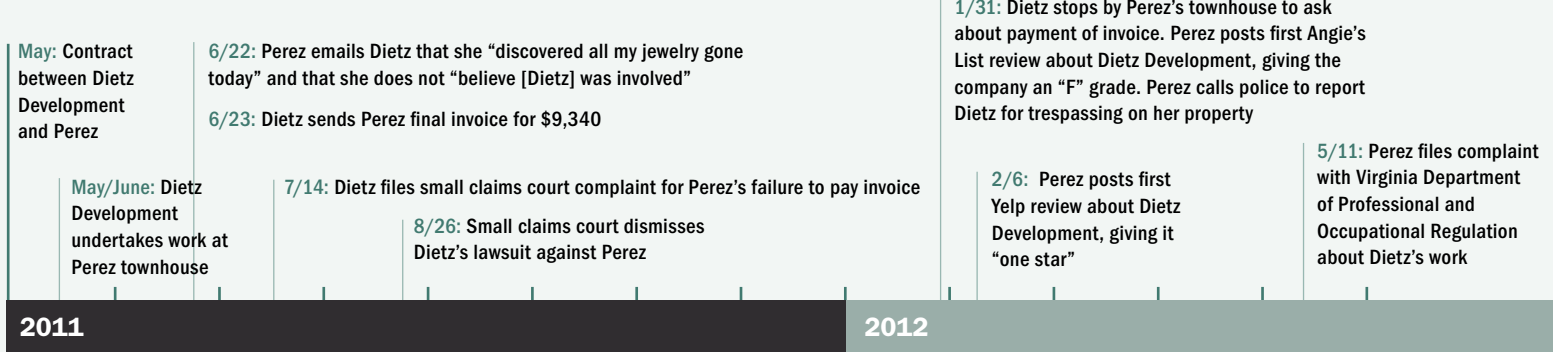 May: Contract
between Dietz
Development
and Perez
May/June: Dietz
Development
undertakes work at
Perez townhouse
6/22: Perez emails Dietz that she “discovered all my jewelry gone
today” and that she does not “believe [Dietz] was involved”
6/23: Dietz sends Perez final invoice for $9,340
7/14: Dietz files small claims court complaint for Perez’s failure to pay invoice
8/26: Small claims court dismisses
Dietz’s lawsuit against Perez
1/31: Dietz stops by Perez’s townhouse to ask
about payment of invoice. Perez posts first Angie’s
List review about Dietz Development, giving the
company an “F” grade. Perez calls police to report
Dietz for trespassing on her property
2/6: Perez posts first
Yelp review about Dietz
Development, giving it
“one star”
5/11: Perez files complaint
with Virginia Department
of Professional and
Occupational Regulation
about Dietz’s work
2011
2012